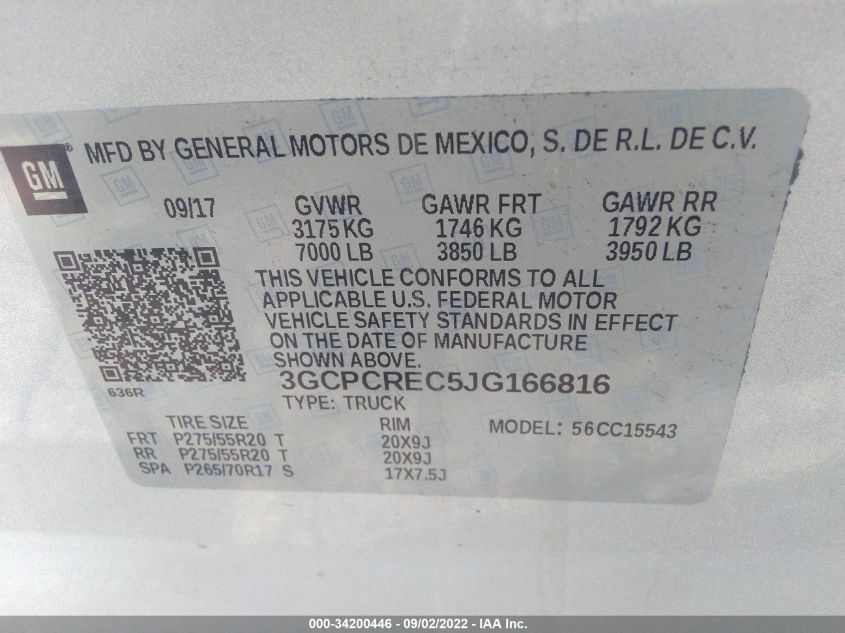 GM
MFD BY GENERAL MOTORS DE MEXICO, S. DE R.L. DE C.V.
09/17 GVWR GAWR FRT GAWR RR
3175 KG 1746 KG 1792 KG
7000 LB 3850 LB 3950 LB
THIS VEHICLE CONFORMS TO ALL
APPLICABLE U.S. FEDERAL MOTOR
VEHICLE SAFETY STANDARDS IN EFFECT
ON THE DATE OF MANUFACTURE
SHOWN ABOVE.
636R
3GCPCREC5JG166816
TYPE: TRUCK
TIRE SIZE RIM MODEL: 56CC15543
FRT P275/55R20 T 20X9J
RR P275/55R20 T 20X9J
SPA P265/70R17 S 17X7.5J
000-34200446 - 09/02/2022 - IAA Inc.